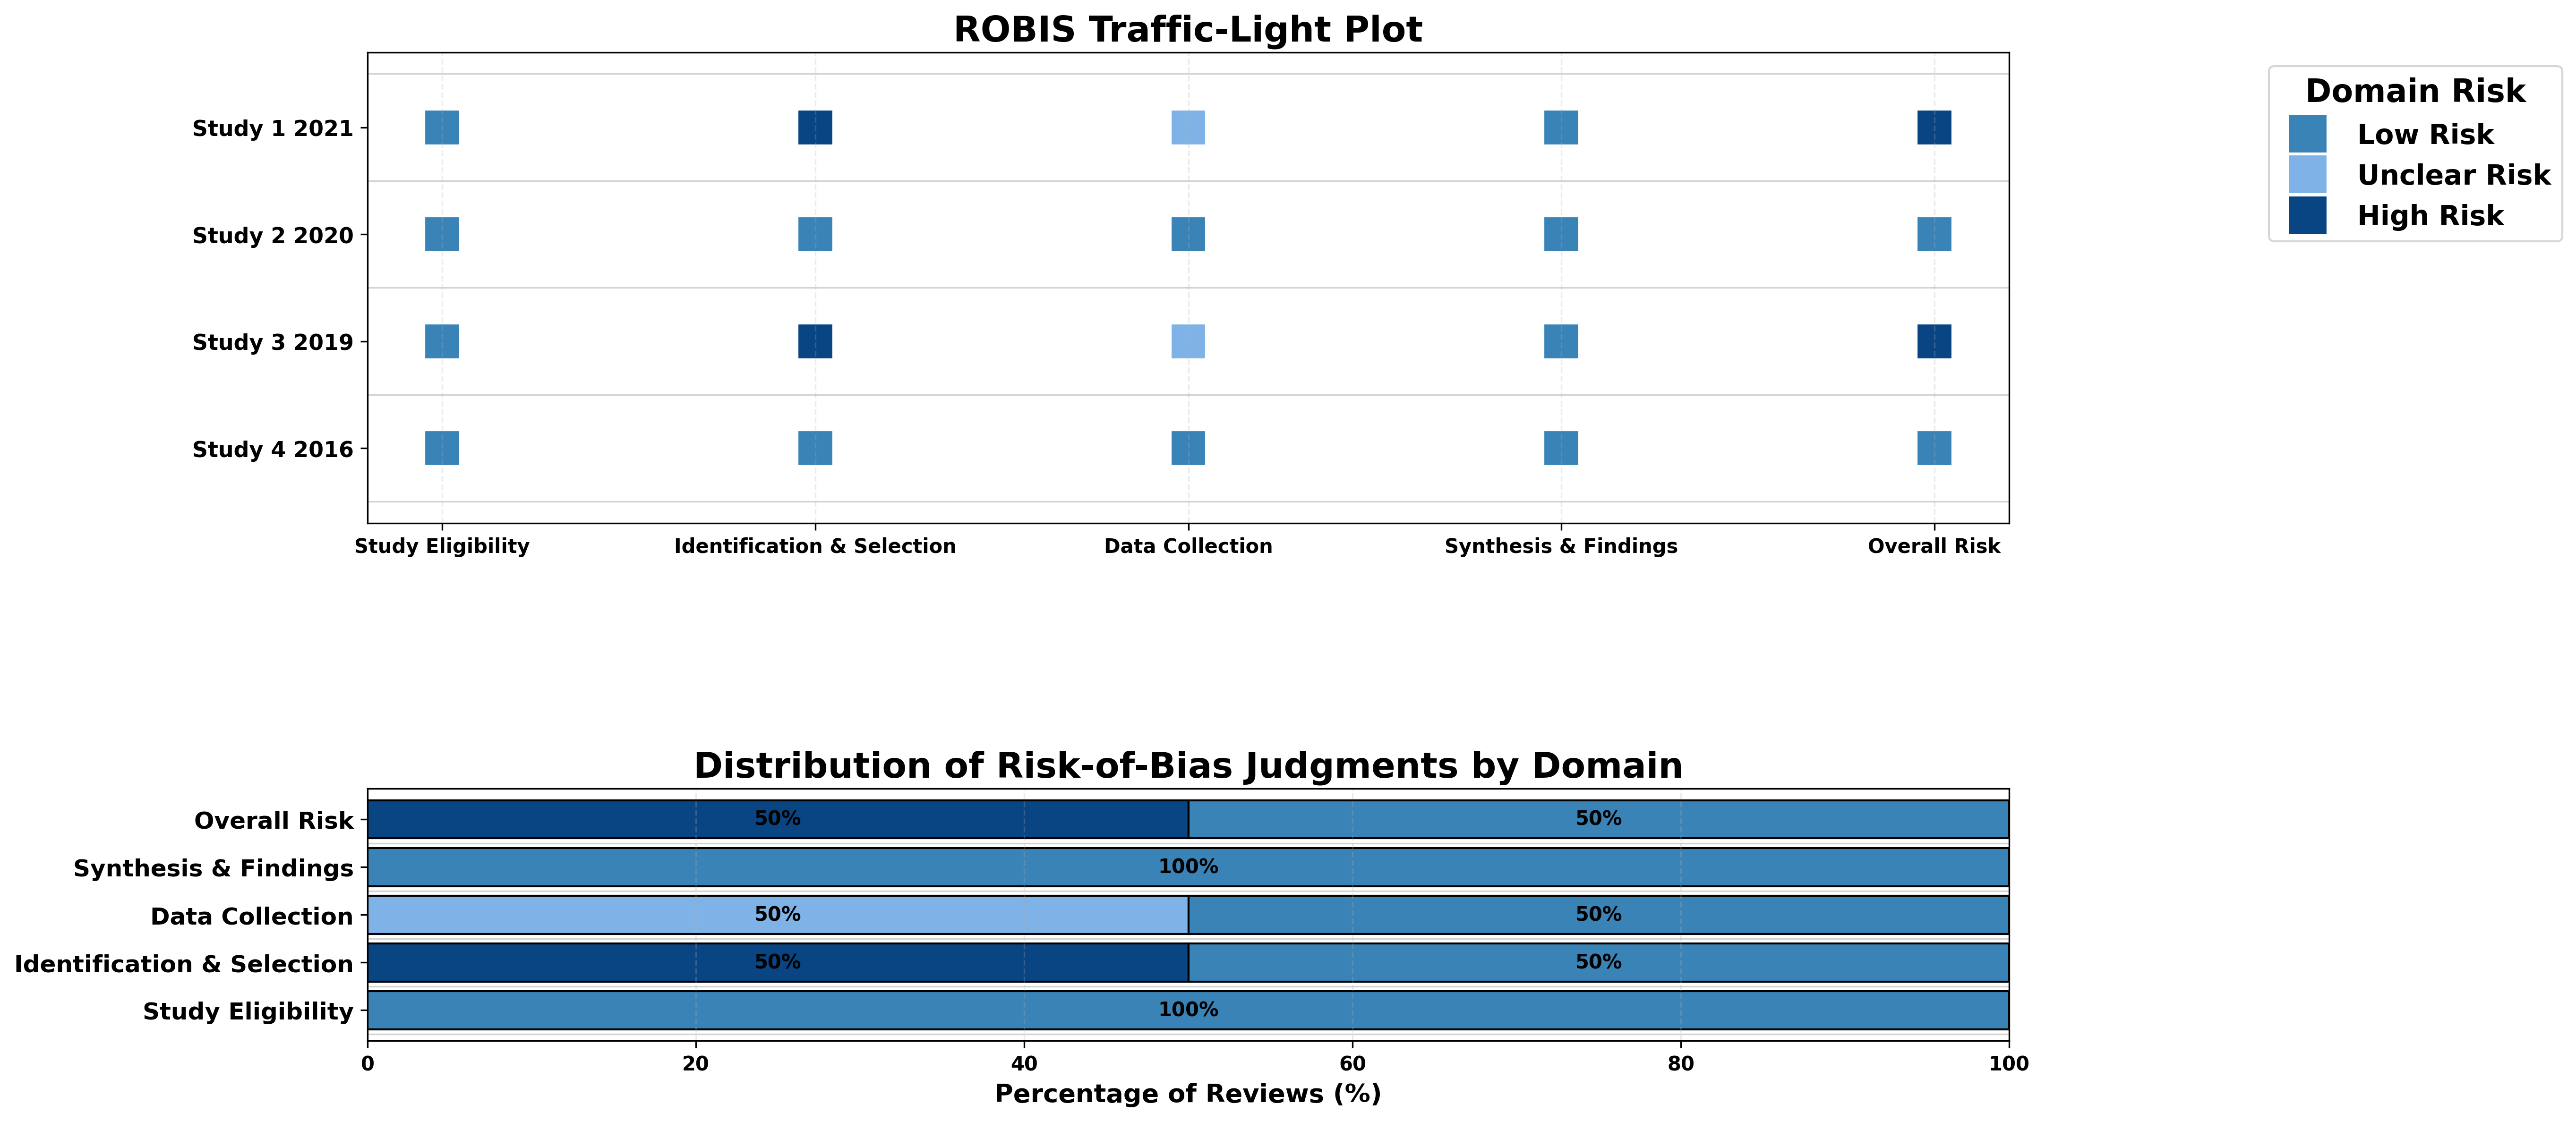 ROBIS Traffic-Light Plot
Study 1 2021
Study 2 2020
Study 3 2019
Study 4 2016
Study Eligibility
Identification & Selection
Data Collection
Synthesis & Findings
Overall Risk
Domain Risk
Low Risk
Unclear Risk
High Risk
Distribution of Risk-of-Bias Judgments by Domain
Overall Risk
50%
50%
Synthesis & Findings
100%
Data Collection
50%
50%
Identification & Selection
50%
50%
Study Eligibility
100%
0
20
40
60
80
100
Percentage of Reviews (%)